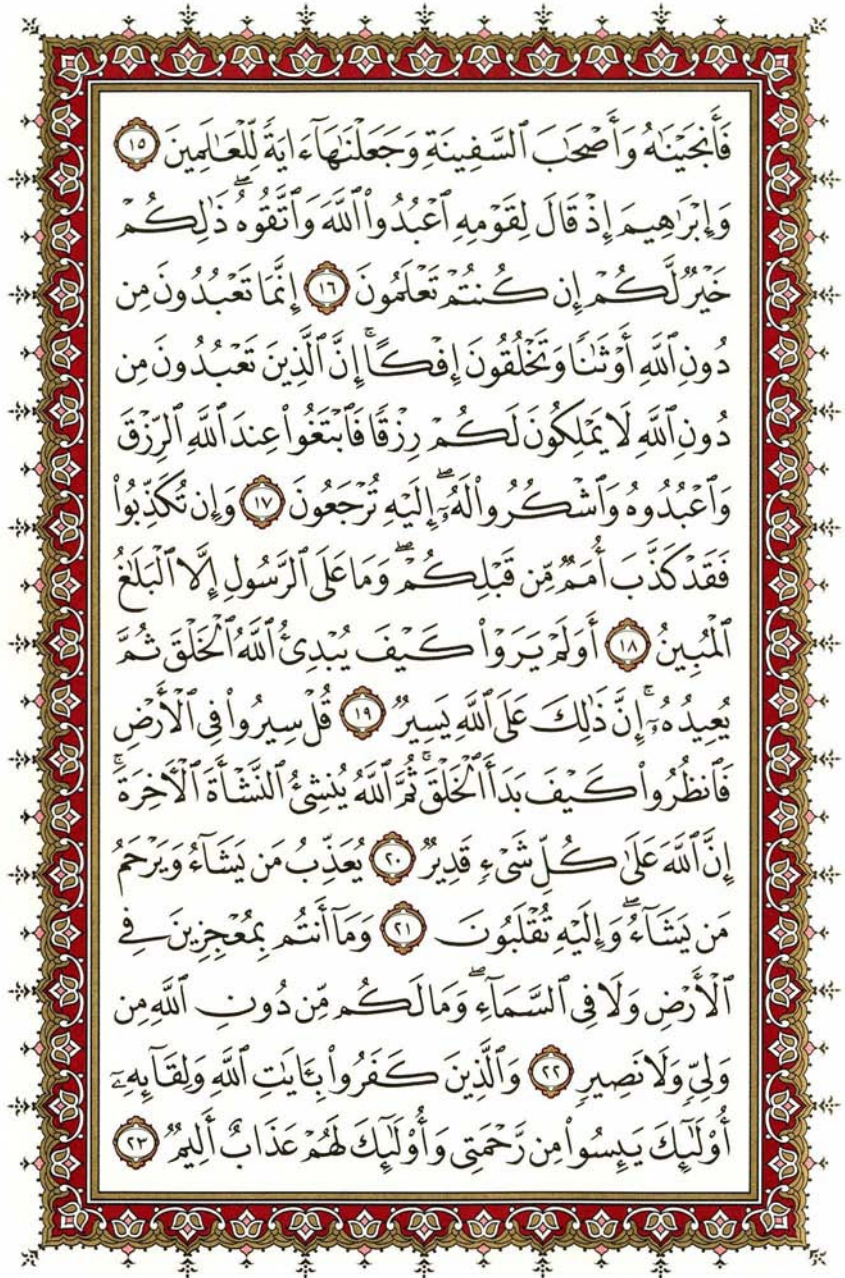 فَأَنجَيْنَٰهُ وَأَصْحَٰبَ ٱلسَّفِينَةِ وَجَعَلْنَٰهَآ ءَايَةً لِّلْعَٰلَمِينَ ١٥
وَإِبْرَٰهِيمَ إِذْ قَالَ لِقَوْمِهِ ٱعْبُدُوا۟ ٱللَّهَ وَٱتَّقُوهُ ۖ ذَٰلِكُمْ
خَيْرٌ لَّكُمْ إِن كُنتُمْ تَعْلَمُونَ ١٦ إِنَّمَا تَعْبُدُونَ مِن
دُونِ ٱللَّهِ أَوْثَٰنًا وَتَخْلُقُونَ إِفْكًا ۚ إِنَّ ٱلَّذِينَ تَعْبُدُونَ مِن
دُونِ ٱللَّهِ لَا يَمْلِكُونَ لَكُمْ رِزْقًا فَٱبْتَغُوا۟ عِندَ ٱللَّهِ ٱلرِّزْقَ
وَٱعْبُدُوهُ وَٱشْكُرُوا۟ لَهُۥٓ ۖ إِلَيْهِ تُرْجَعُونَ ١٧ وَإِن تُكَذِّبُوا۟
فَقَدْ كَذَّبَ أُمَمٌ مِّن قَبْلِكُمْ ۖ وَمَا عَلَى ٱلرَّسُولِ إِلَّا ٱلْبَلَٰغُ
ٱلْمُبِينُ ١٨ أَوَلَمْ يَرَوْا۟ كَيْفَ يُبْدِئُ ٱللَّهُ ٱلْخَلْقَ ثُمَّ
يُعِيدُهُۥٓ ۚ إِنَّ ذَٰلِكَ عَلَى ٱللَّهِ يَسِيرٌ ١٩ قُلْ سِيرُوا۟ فِى ٱلْأَرْضِ
فَٱنظُرُوا۟ كَيْفَ بَدَأَ ٱلْخَلْقَ ۚ ثُمَّ ٱللَّهُ يُنشِئُ ٱلنَّشْأَةَ ٱلْـَٔاخِرَةَ ۚ
إِنَّ ٱللَّهَ عَلَىٰ كُلِّ شَىْءٍ قَدِيرٌ ٢٠ يُعَذِّبُ مَن يَشَآءُ وَيَرْحَمُ
مَن يَشَآءُ ۖ وَإِلَيْهِ تُقْلَبُونَ ٢١ وَمَآ أَنتُم بِمُعْجِزِينَ فِى
ٱلْأَرْضِ وَلَا فِى ٱلسَّمَآءِ ۖ وَمَا لَكُم مِّن دُونِ ٱللَّهِ مِن
وَلِىٍّ وَلَا نَصِيرٍ ٢٢ وَٱلَّذِينَ كَفَرُوا۟ بِـَٔايَٰتِ ٱللَّهِ وَلِقَآئِهِۦٓ
أُو۟لَٰٓئِكَ يَئِسُوا۟ مِن رَّحْمَتِى وَأُو۟لَٰٓئِكَ لَهُمْ عَذَابٌ أَلِيمٌ ٢٣